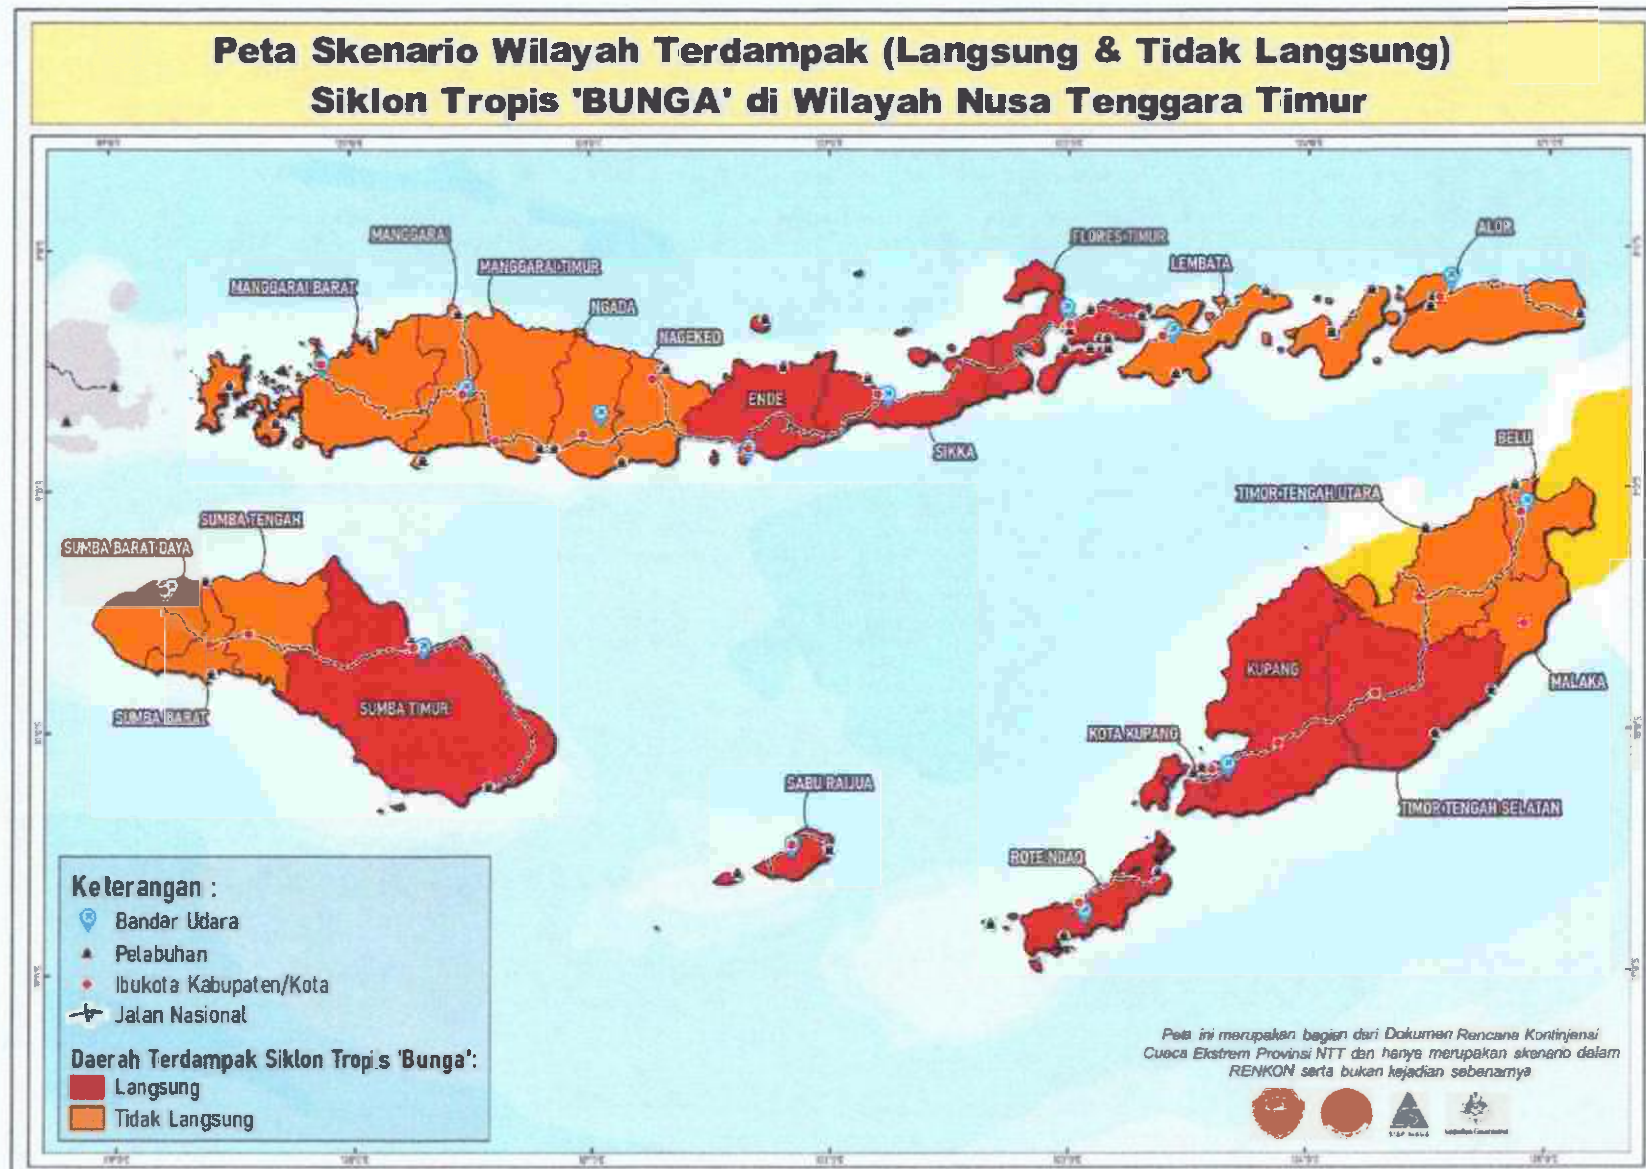 Peta Skenario Wilayah Terdampak (Langsung & Tidak Langsung)
Siklon Tropis 'BUNGA' di Wilayah Nusa Tenggara Timur
MANGGARAI
MANGGARAI TIMUR
MANGGARAI BARAT
NGADA
NAGEKEO
ENDE
SIKKA
FLORES TIMUR
LEMBATA
ALOR
BELU
TIMOR TENGAH UTARA
SUMBA TENGAH
SUMBA BARAT DAYA
SUMBA BARAT
SUMBA TIMUR
KUPANG
MALAKA
KOTA KUPANG
TIMOR TENGAH SELATAN
SABU RAIJUA
ROTE NDAO
Keterangan :
Bandar Udara
Pelabuhan
Ibukota Kabupaten/Kota
Jalan Nasional
Daerah Terdampak Siklon Tropis 'Bunga':
Langsung
Tidak Langsung
Peta ini merupakan bagian dari Dokumen Rencana Kontinjensi
Cuaca Ekstrem Provinsi NTT dan hanya merupakan skenario dalam
RENKON serta bukan kejadian sebenarnya